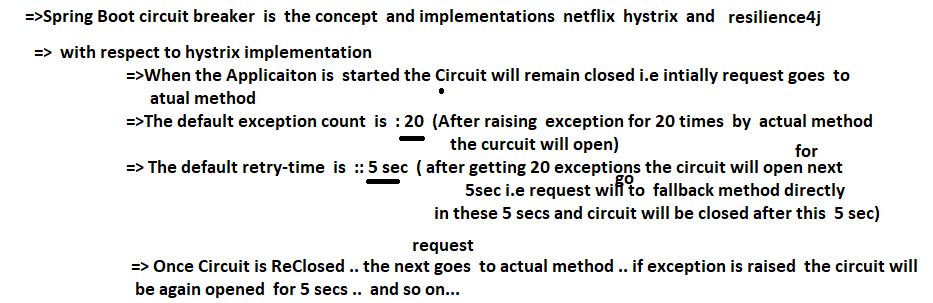 =>Spring Boot circuit breaker is the concept and implementations netflix hystrix and resilience4j
=> with respect to hystrix implementation
=>When the Applicaiton is started the Circuit will remain closed i.e intially request goes to
atual method
=>The default exception count is : 20 (After raising exception for 20 times by actual method
the curcuit will open)
for
=> The default retry-time is :: 5 sec ( after getting 20 exceptions the circuit will open next
go
5sec i.e request will to fallback method directly
in these 5 secs and circuit will be closed after this 5 sec)
request
=> Once Circuit is ReClosed .. the next goes to actual method .. if exception is raised the circuit will
be again opened for 5 secs .. and so on...